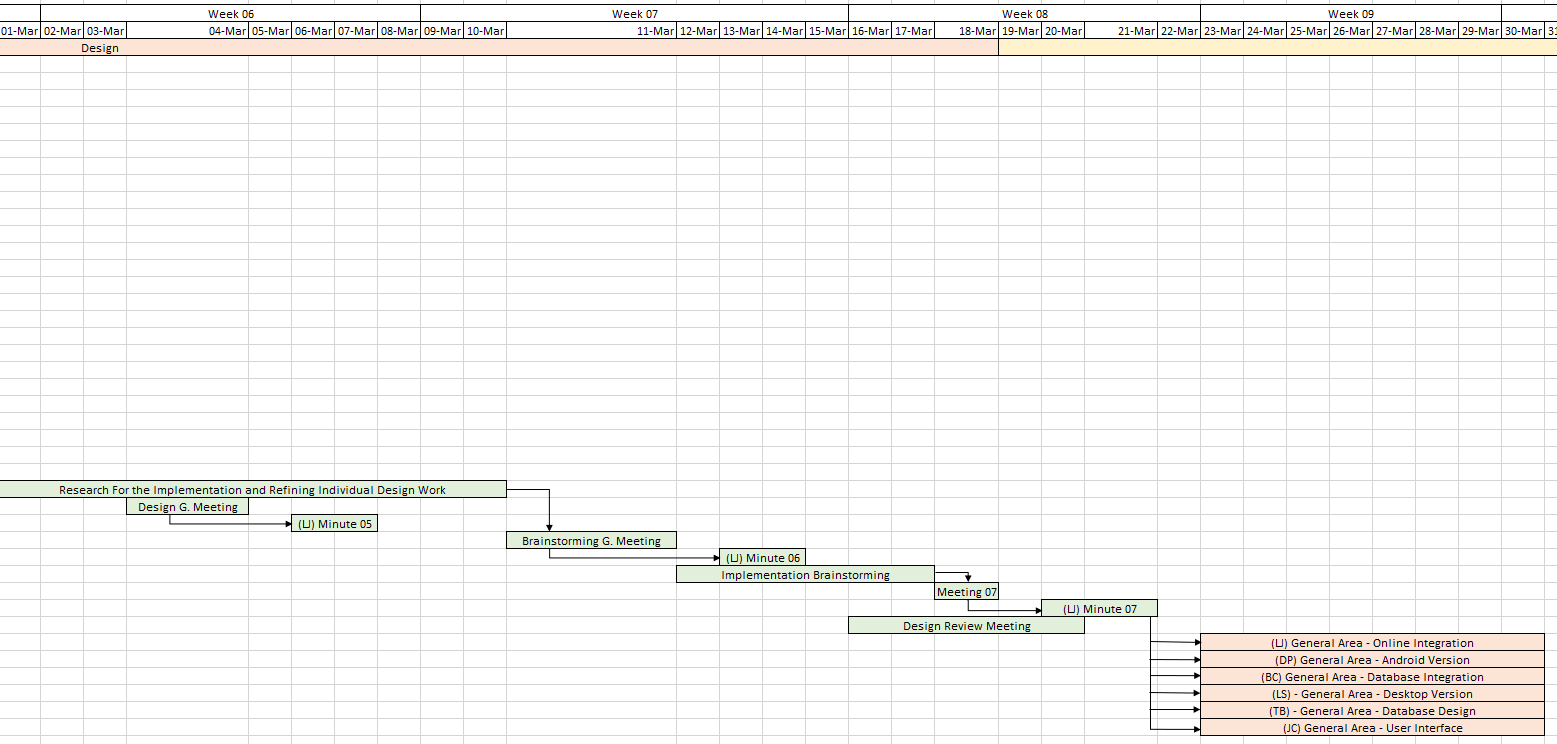 Week 06 Week 07 Week 08 Week 09
01-Mar 02-Mar 03-Mar 04-Mar 05-Mar 06-Mar 07-Mar 08-Mar 09-Mar 10-Mar 11-Mar 12-Mar 13-Mar 14-Mar 15-Mar 16-Mar 17-Mar 18-Mar 19-Mar 20-Mar 21-Mar 22-Mar 23-Mar 24-Mar 25-Mar 26-Mar 27-Mar 28-Mar 29-Mar 30-Mar 31
Design
Research For the Implementation and Refining Individual Design Work
Design G. Meeting
(LJ) Minute 05
Brainstorming G. Meeting
(LJ) Minute 06
Implementation Brainstorming
Meeting 07
(LJ) Minute 07
Design Review Meeting
(LJ) General Area - Online Integration
(DP) General Area - Android Version
(BC) General Area - Database Integration
(LS) - General Area - Desktop Version
(TB) - General Area - Database Design
(JC) General Area - User Interface